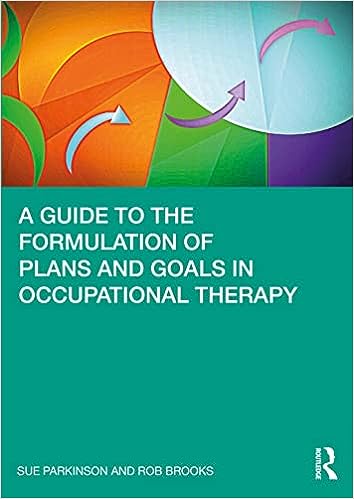 A GUIDE TO THE
FORMULATION OF
PLANS AND GOALS IN
OCCUPATIONAL THERAPY
SUE PARKINSON AND ROB BROOKS
ROUTLEDGE